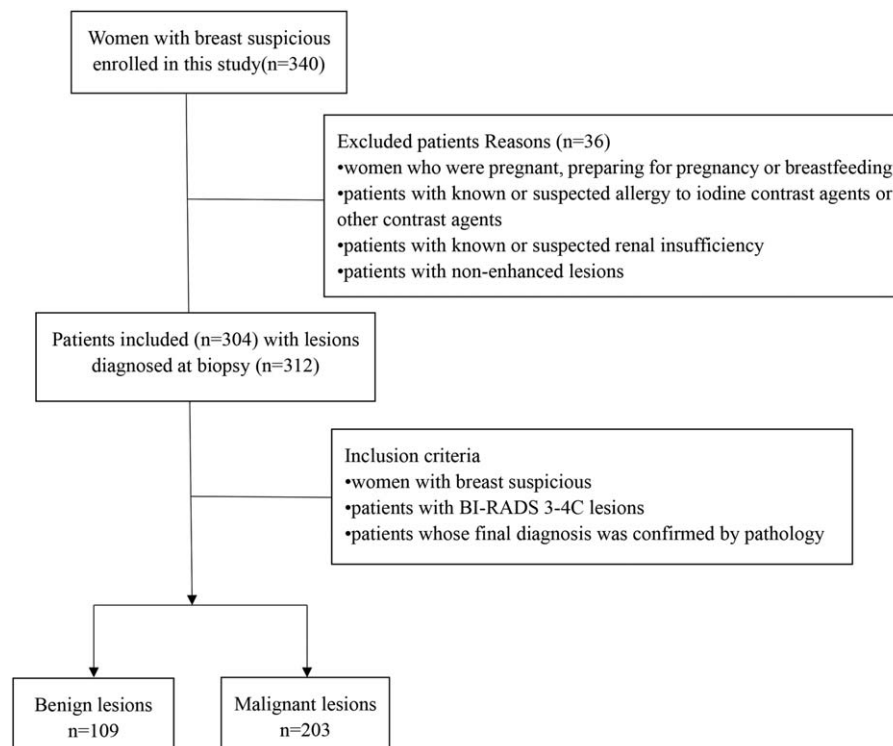 Women with breast suspicious
enrolled in this study(n=340)
Excluded patients Reasons (n=36)
•women who were pregnant, preparing for pregnancy or breastfeeding
•patients with known or suspected allergy to iodine contrast agents or
other contrast agents
•patients with known or suspected renal insufficiency
•patients with non-enhanced lesions
Patients included (n=304) with lesions
diagnosed at biopsy (n=312)
Inclusion criteria
•women with breast suspicious
•patients with BI-RADS 3-4C lesions
•patients whose final diagnosis was confirmed by pathology
Benign lesions
n=109
Malignant lesions
n=203